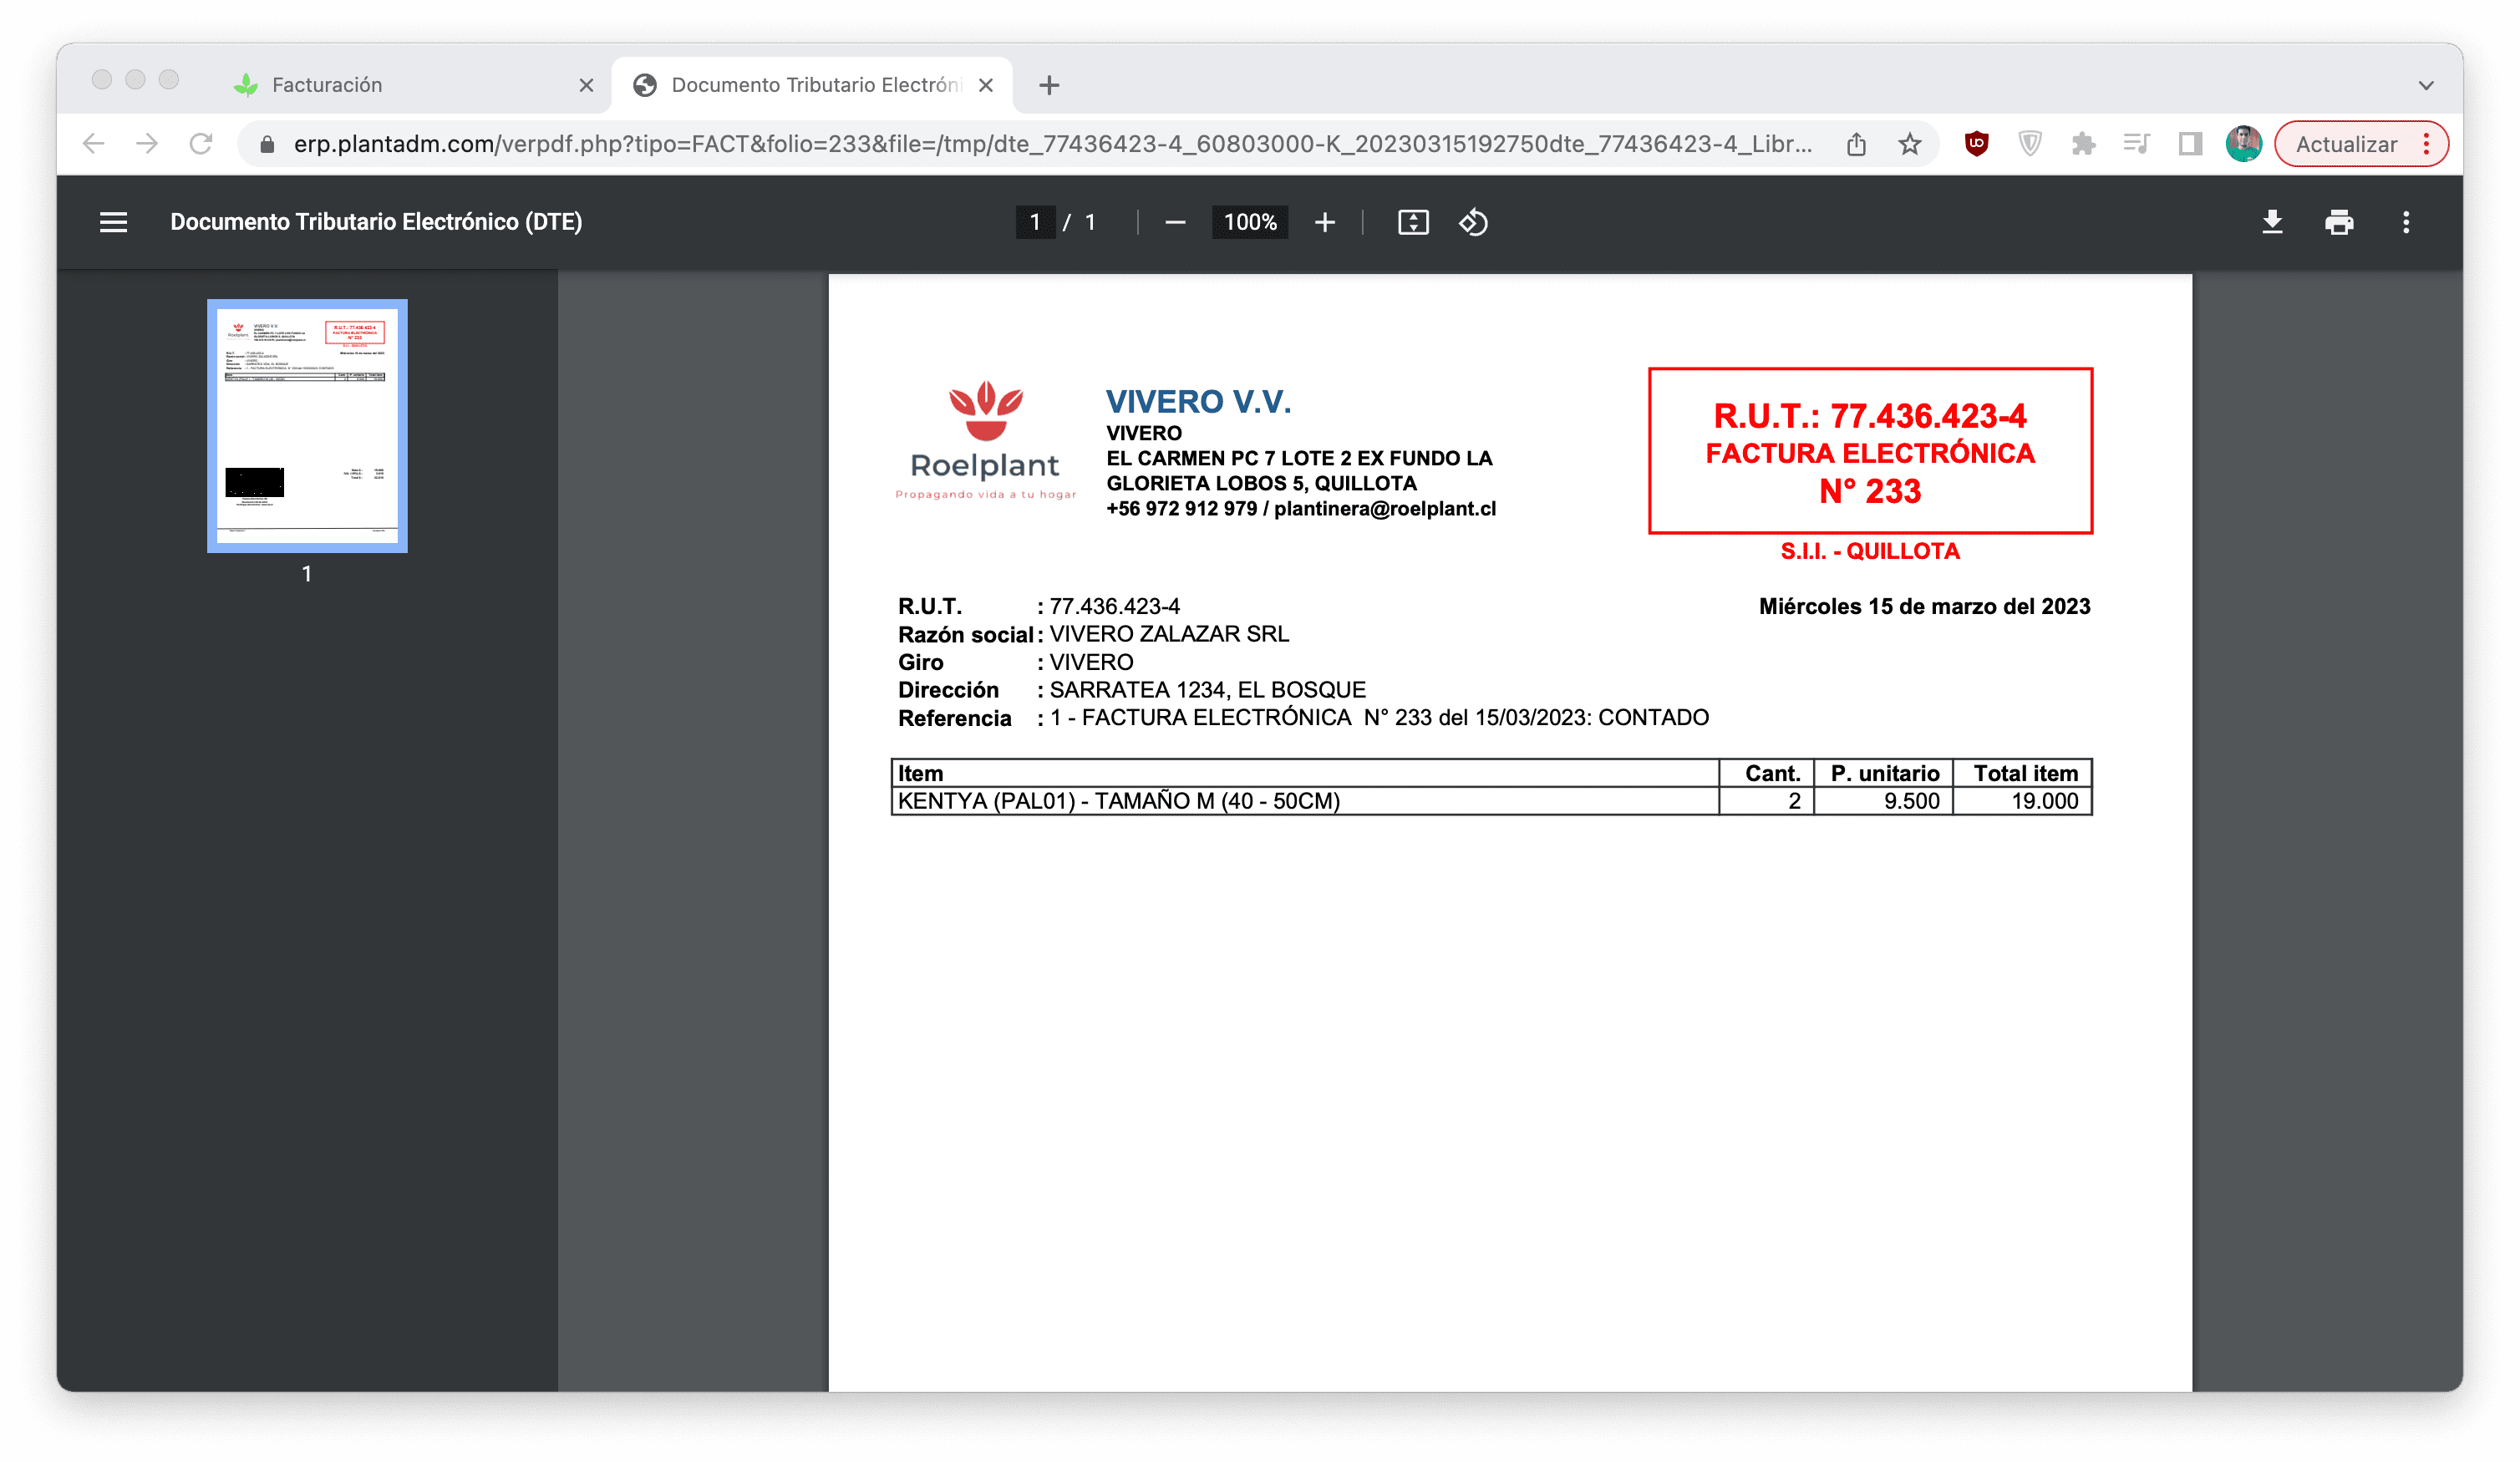 Facturación
Documento Tributario Electróni
erp.plantadm.com/verpdf.php?tipo=FACT&folio=233&file=/tmp/dte_77436423-4_60803000-K_20230315192750dte_77436423-4_Libr...
Actualizar
Documento Tributario Electrónico (DTE)
1 / 1
100%
1
Roelplant
Propagando vida a tu hogar
VIVERO V.V.
VIVERO
EL CARMEN PC 7 LOTE 2 EX FUNDO LA
GLORIETA LOBOS 5, QUILLOTA
+56 972 912 979 / plantinera@roelplant.cl
R.U.T.: 77.436.423-4
FACTURA ELECTRÓNICA
N° 233
S.I.I. - QUILLOTA
Miércoles 15 de marzo del 2023
R.U.T. : 77.436.423-4
Razón social : VIVERO ZALAZAR SRL
Giro : VIVERO
Dirección : SARRATEA 1234, EL BOSQUE
Referencia : 1 - FACTURA ELECTRÓNICA N° 233 del 15/03/2023: CONTADO
Item Cant. P. unitario Total item
KENTYA (PAL01) - TAMAÑO M (40 - 50CM) 2 9.500 19.000